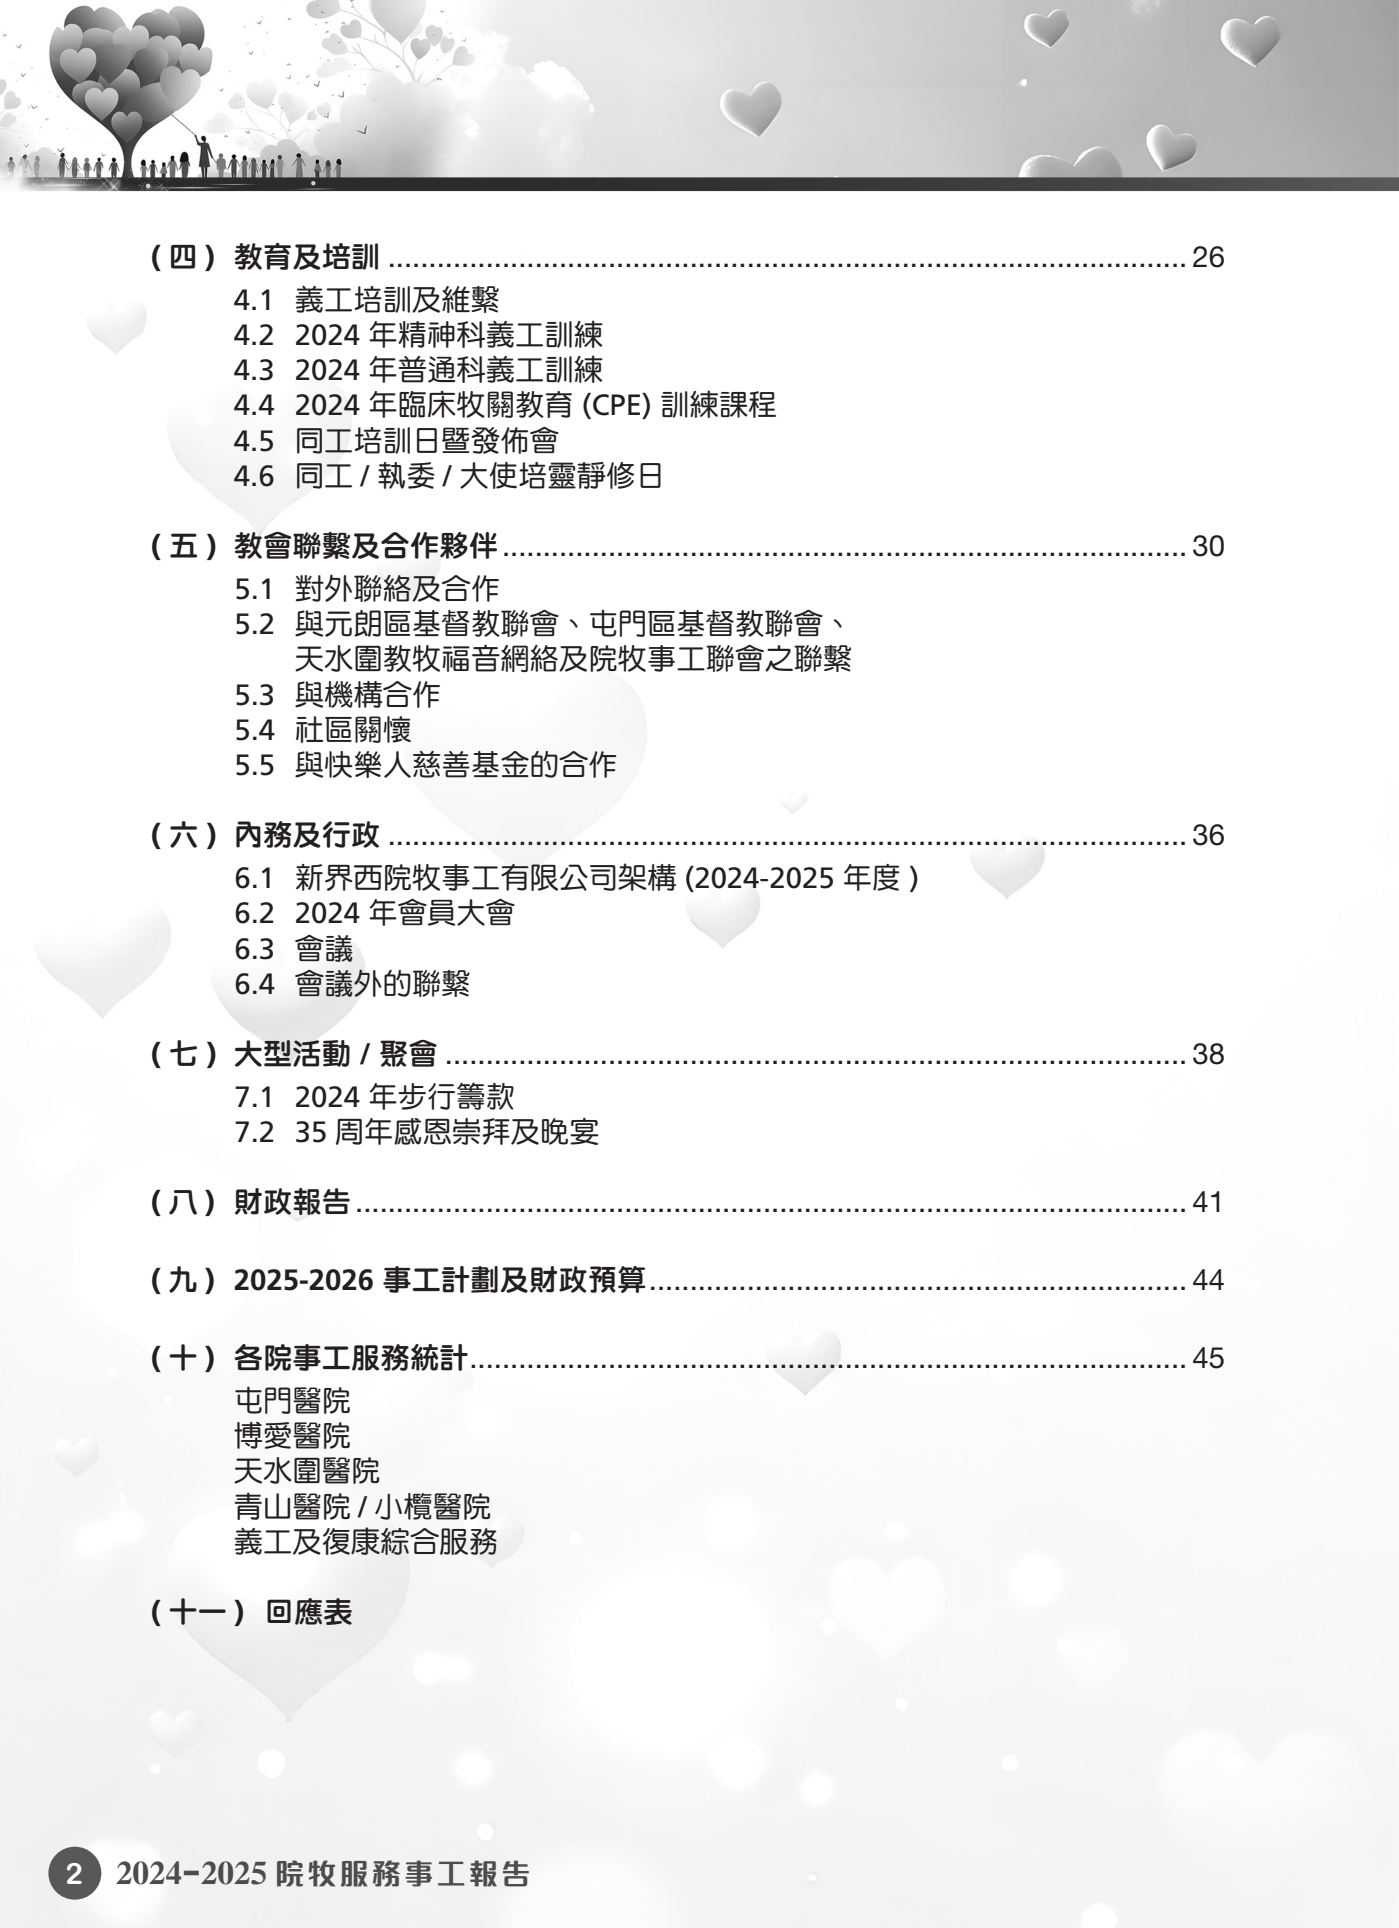 (四) 教育及培訓 ........................................ 26
4.1 義工培訓及維繫
4.2 2024 年精神科義工訓練
4.3 2024 年普通科義工訓練
4.4 2024 年臨床牧關教育 (CPE) 訓練課程
4.5 同工培訓日暨發佈會
4.6 同工 / 執委 / 大使培靈靜修日
(五) 教會聯繫及合作夥伴 ........................................ 30
5.1 對外聯絡及合作
5.2 與元朗區基督教聯會、屯門區基督教聯會、
天水圍教牧福音網絡及院牧事工聯會之聯繫
5.3 與機構合作
5.4 社區關懷
5.5 與快樂人慈善基金的合作
(六) 內務及行政 ........................................ 36
6.1 新界西院牧事工有限公司架構 (2024-2025 年度 )
6.2 2024 年會員大會
6.3 會議
6.4 會議外的聯繫
(七) 大型活動 / 聚會 ........................................ 38
7.1 2024 年步行籌款
7.2 35 周年感恩崇拜及晚宴
(八) 財政報告 ........................................ 41
(九) 2025-2026 事工計劃及財政預算 ........................................ 44
(十) 各院事工服務統計 ........................................ 45
屯門醫院
博愛醫院
天水圍醫院
青山醫院 / 小欖醫院
義工及復康綜合服務
(十一) 回應表
2 2024-2025 院牧服務事工報告